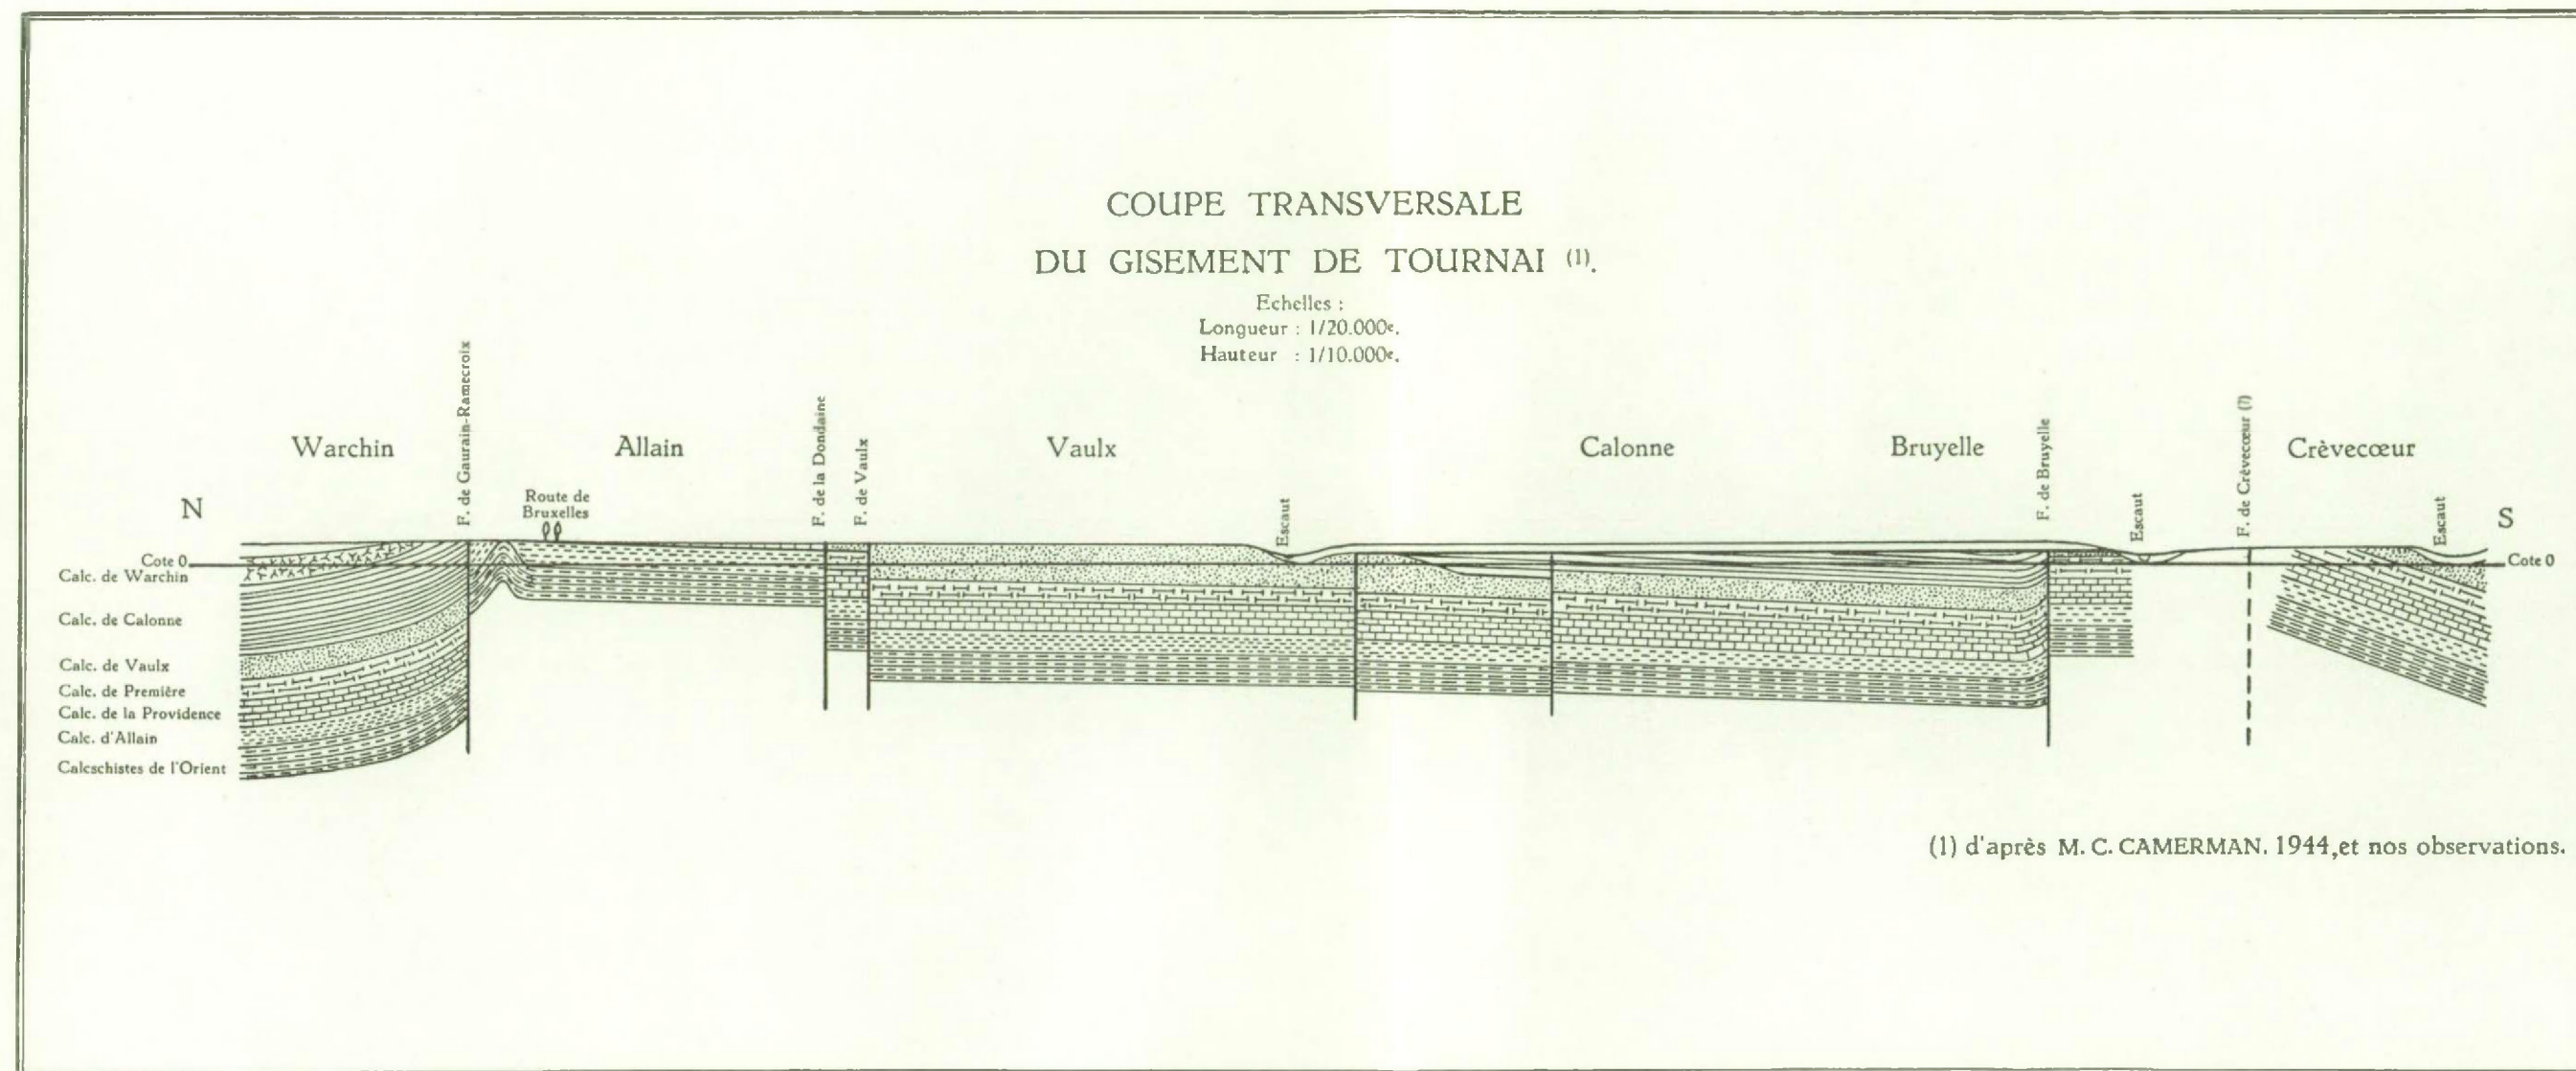 COUPE TRANSVERSALE
DU GISEMENT DE TOURNAI (1).
Echelles :
Longueur : 1/20.000e.
Hauteur : 1/10.000e.
Warchin
F. de Gaurain-Ramecroix
Allain
F. de la Dondaine
F. de Vaulx
Vaulx
Calonne
Bruyelle
F. de Bruyelle
F. de Crèvecœur (?)
Crèvecœur
N
Route de
Bruxelles
Escaut
Escaut
Escaut
S
Cote 0
Cote 0
Calc. de Warchin
Calc. de Calonne
Calc. de Vaulx
Calc. de Première
Calc. de la Providence
Calc. d'Allain
Calcschistes de l'Orient
(1) d'après M. C. CAMERMAN. 1944,et nos observations.